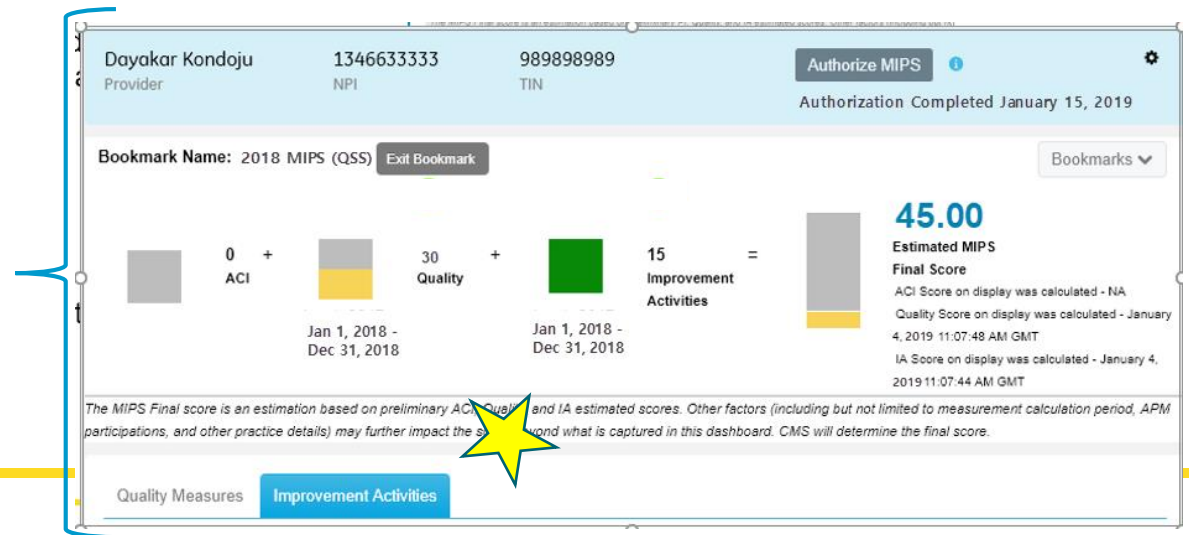 Dayakar Kondoju 1346633333 989898989 Authorize MIPS
Provider NPI TIN
Authorization Completed January 15, 2019
Bookmark Name: 2018 MIPS (QSS) Exit Bookmark Bookmarks
45.00
Estimated MIPS
Final Score
0 + 30 + 15 =
ACI Quality Improvement
Activities
ACI Score on display was calculated - NA
Quality Score on display was calculated - January
4, 2019 11:07:48 AM GMT
IA Score on display was calculated - January 4,
2019 11:07:44 AM GMT
Jan 1, 2018 - Jan 1, 2018 -
Dec 31, 2018 Dec 31, 2018
The MIPS Final score is an estimation based on preliminary ACI, Quality and IA estimated scores. Other factors (including but not limited to measurement calculation period, APM
participations, and other practice details) may further impact the what is captured in this dashboard. CMS will determine the final score.
Quality Measures Improvement Activities